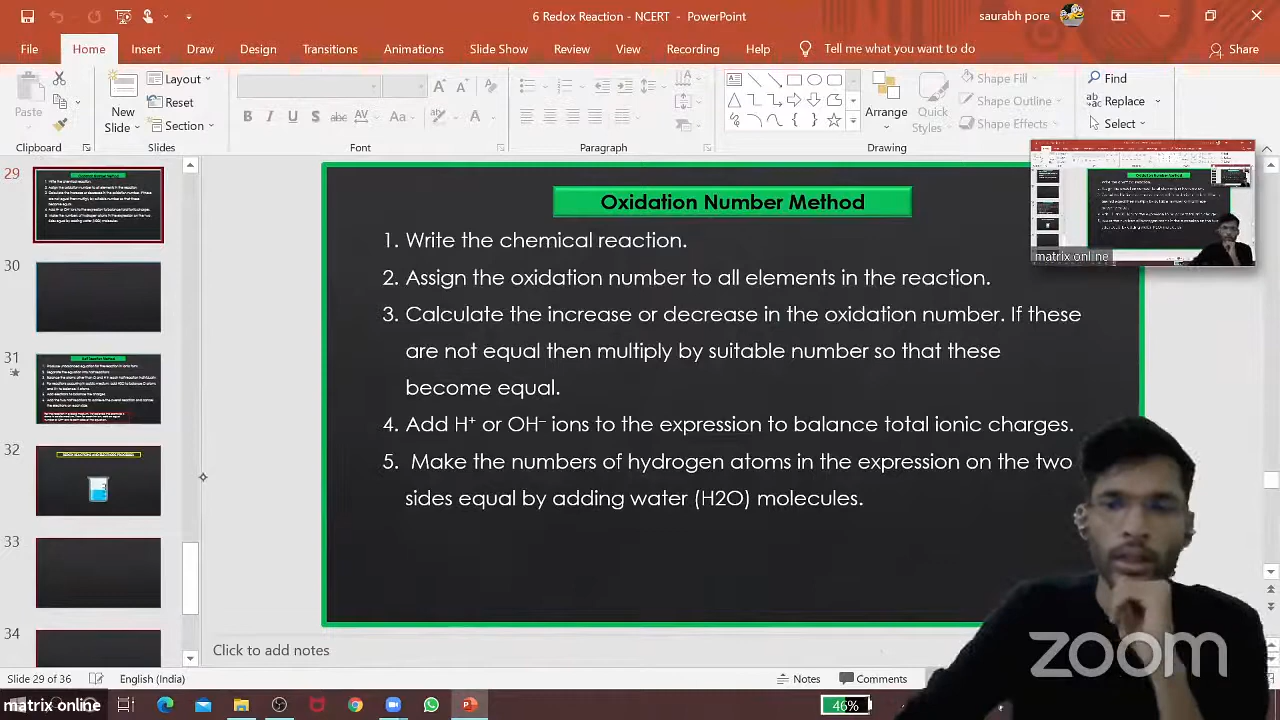 6 Redox Reaction - NCERT - PowerPoint
saurabh pore
File Home Insert Draw Design Transitions Animations Slide Show Review View Recording Help Tell me what you want to do Share
Paste
New Slide
Layout
Reset
Section
B I U S abc AV Aa A
Arrange
Quick Styles
Shape Fill
Shape Outline
Shape Effects
Find
Replace
Select
Clipboard Slides Font Paragraph Drawing
29
30
31
32
33
34
Oxidation Number Method
1. Write the chemical reaction.
2. Assign the oxidation number to all elements in the reaction.
3. Calculate the increase or decrease in the oxidation number. If these
are not equal then multiply by suitable number so that these
become equal.
4. Add H⁺ or OH⁻ ions to the expression to balance total ionic charges.
5. Make the numbers of hydrogen atoms in the expression on the two
sides equal by adding water (H2O) molecules.
matrix online
Click to add notes
zoom
Slide 29 of 36 English (India) Notes Comments
matrix online
46%